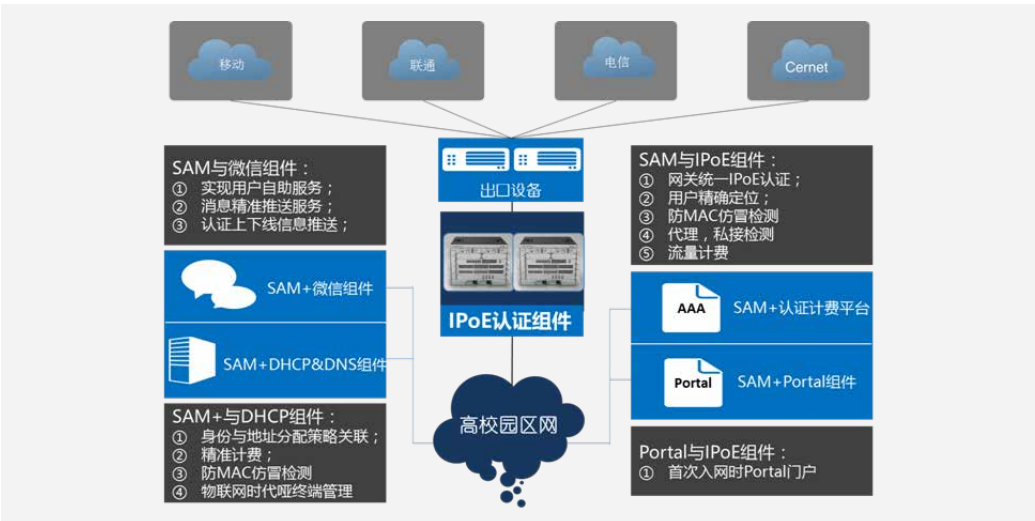 移动
联通
电信
Cernet
出口设备
SAM与微信组件：
① 实现用户自助服务；
② 消息精准推送服务；
③ 认证上下线信息推送；
SAM+微信组件
SAM+DHCP&DNS组件
SAM+与DHCP组件：
① 身份与地址分配策略关联；
② 精准计费；
③ 防MAC仿冒检测
④ 物联网时代哑终端管理
IPoE认证组件
高校园区网
SAM与IPoE组件：
① 网关统一IPoE认证；
② 用户精确定位；
③ 防MAC仿冒检测
④ 代理，私接检测
⑤ 流量计费
AAA
SAM+认证计费平台
Portal
SAM+Portal组件
Portal与IPoE组件：
① 首次入网时Portal门户